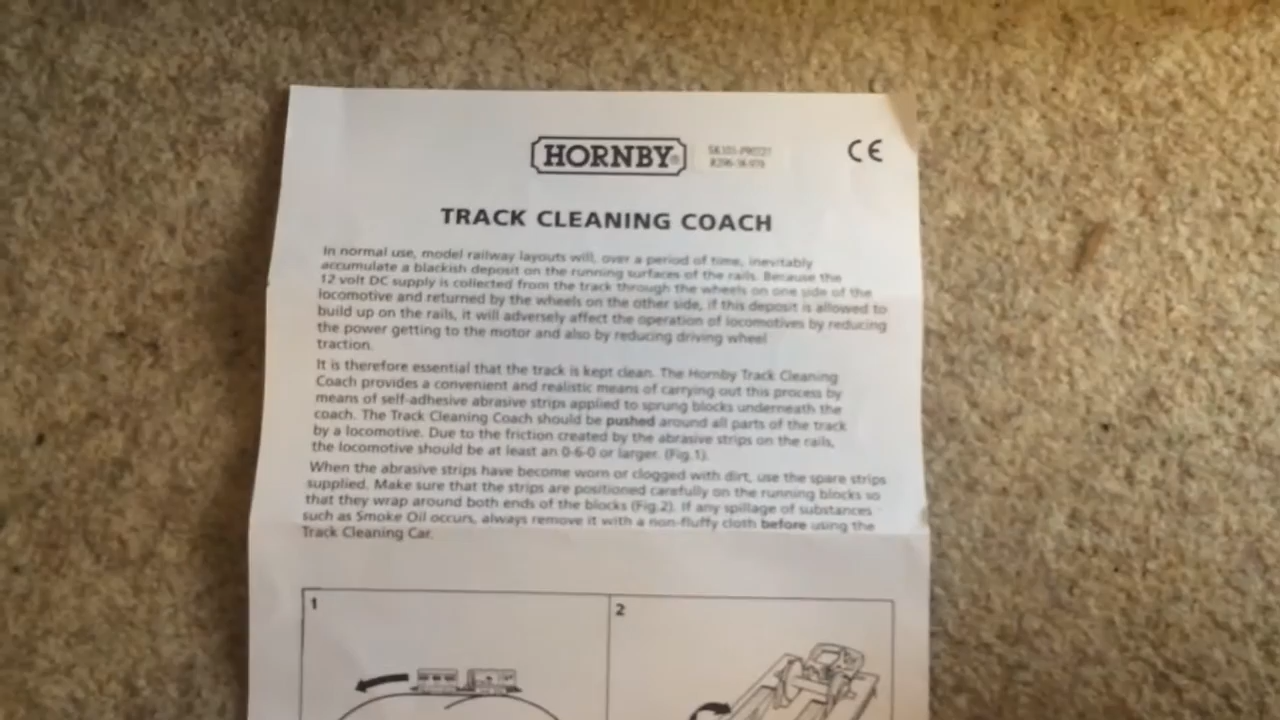 HORNBY®
CE
TRACK CLEANING COACH
In normal use, model railway layouts will, over a period of time, inevitably
accumulate a blackish deposit on the running surfaces of the rails. Because the
12 volt DC supply is collected from the track through the wheels on one side of the
locomotive and returned by the wheels on the other side, if this deposit is allowed to
build up on the rails, it will adversely affect the operation of locomotives by reducing
the power getting to the motor and also by reducing driving wheel
traction.
It is therefore essential that the track is kept clean. The Hornby Track Cleaning
Coach provides a convenient and realistic means of carrying out this process by
means of self-adhesive abrasive strips applied to sprung blocks underneath the
coach. The Track Cleaning Coach should be pushed around all parts of the track
by a locomotive. Due to the friction created by the abrasive strips on the rails,
the locomotive should be at least an 0-6-0 or larger. (Fig.1).
When the abrasive strips have become worn or clogged with dirt, use the spare strips
supplied. Make sure that the strips are positioned carefully on the running blocks so
that they wrap around both ends of the blocks (Fig.2). If any spillage of substances
such as Smoke Oil occurs, always remove it with a non-fluffy cloth before using the
Track Cleaning Car.
1
2